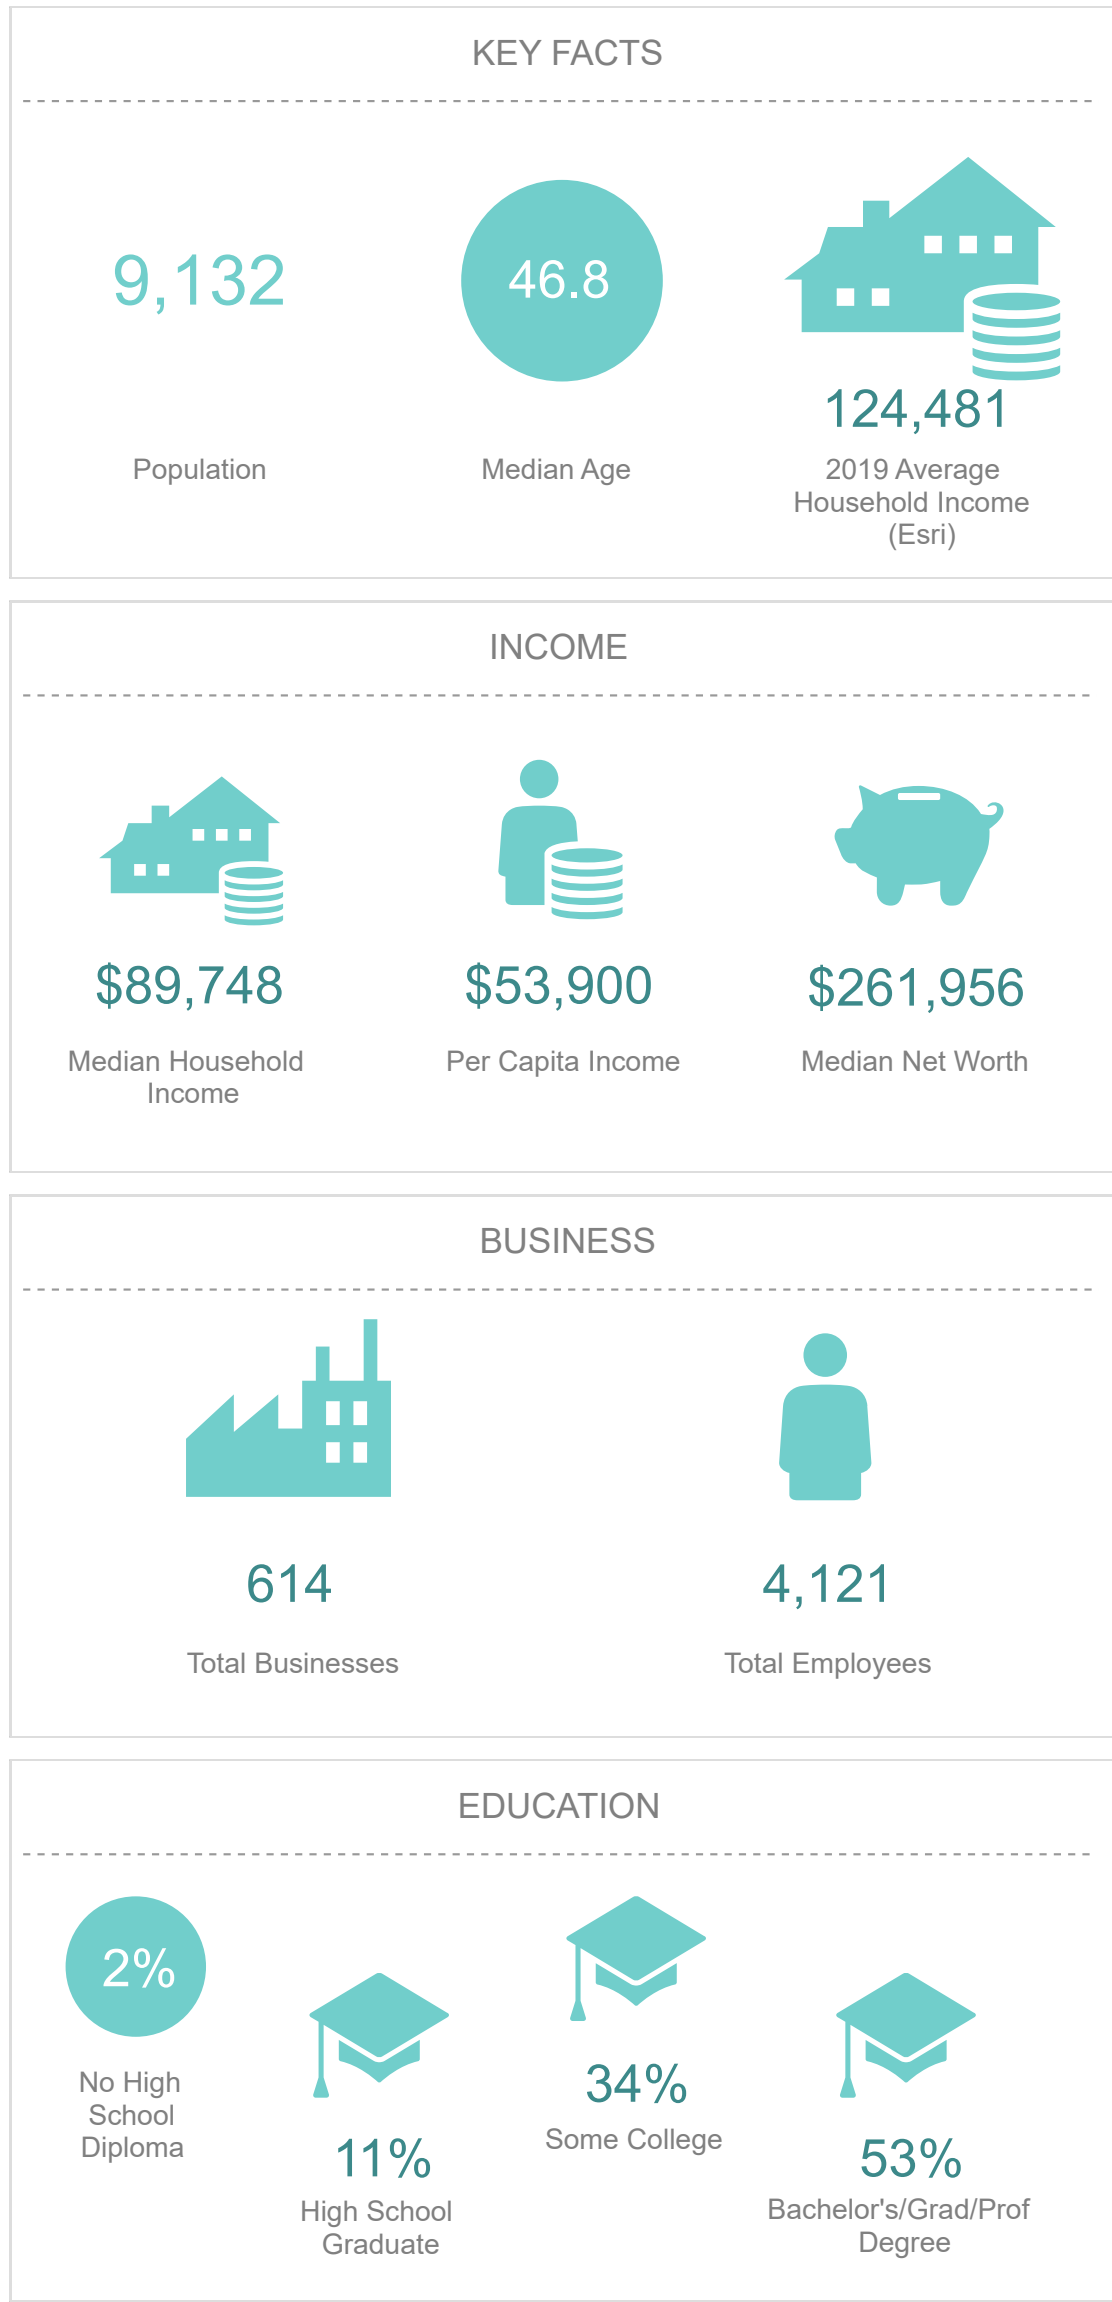 KEY FACTS
9,132
46.8
124,481
Population
Median Age
2019 Average
Household Income
(Esri)
INCOME
$89,748
$53,900
$261,956
Median Household
Income
Per Capita Income
Median Net Worth
BUSINESS
614
4,121
Total Businesses
Total Employees
EDUCATION
2%
No High
School
Diploma
11%
High School
Graduate
34%
Some College
53%
Bachelor's/Grad/Prof
Degree